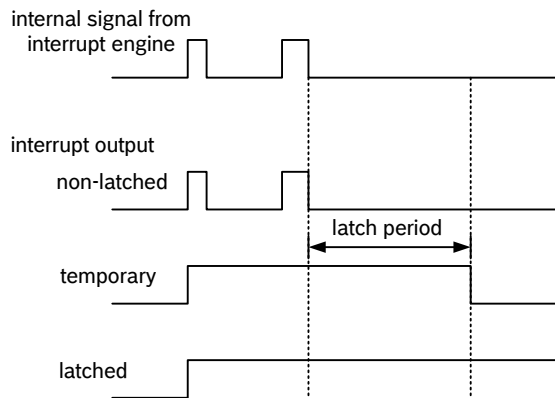 internal signal from
interrupt engine
interrupt output
non-latched
latch period
temporary
latched